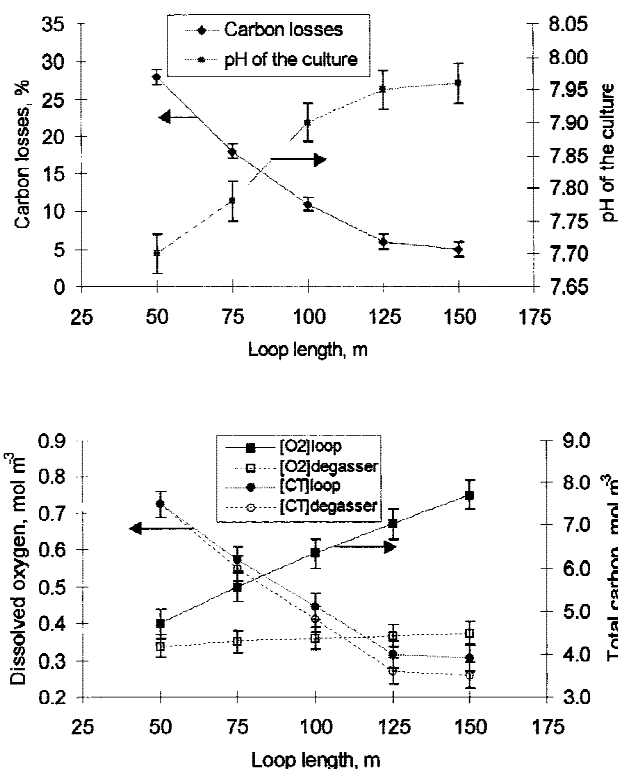 Carbon losses
pH of the culture
35
30
25
20
15
10
5
0
Carbon losses, %
8.05
8.00
7.95
7.90
7.85
7.80
7.75
7.70
7.65
pH of the culture
25 50 75 100 125 150 175
Loop length, m
[O2]loop
[O2]degasser
[CT]loop
[CT]degasser
0.9
0.8
0.7
0.6
0.5
0.4
0.3
0.2
Dissolved oxygen, mol m⁻³
9.0
8.0
7.0
6.0
5.0
4.0
3.0
Total carbon, mol m⁻³
25 50 75 100 125 150 175
Loop length, m